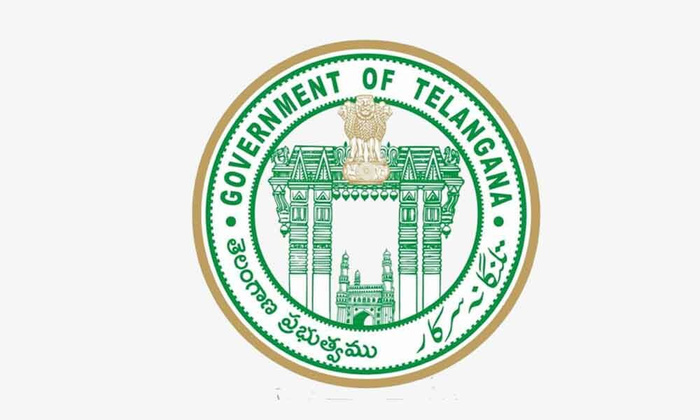 GOVERNMENT OF TELANGANA
తెలంగాణ ప్రభుత్వము
تلنگانہ سرکار